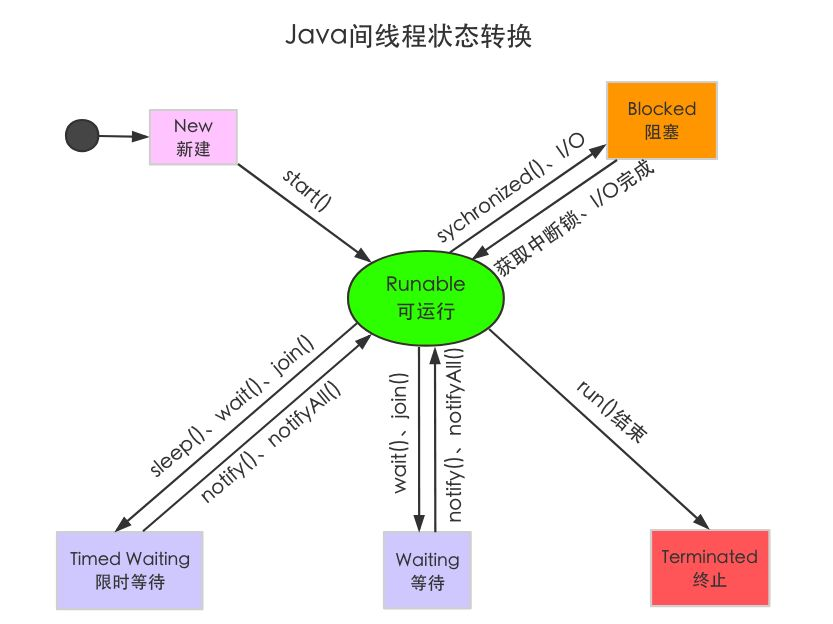 Java间线程状态转换
New
新建
Blocked
阻塞
start()
sychronized()、I/O
获取中断锁、I/O完成
Runable
可运行
sleep()、wait()、join()
notify()、notifyAll()
wait()、join()
notify()、notifyAll()
run()结束
Timed Waiting
限时等待
Waiting
等待
Terminated
终止